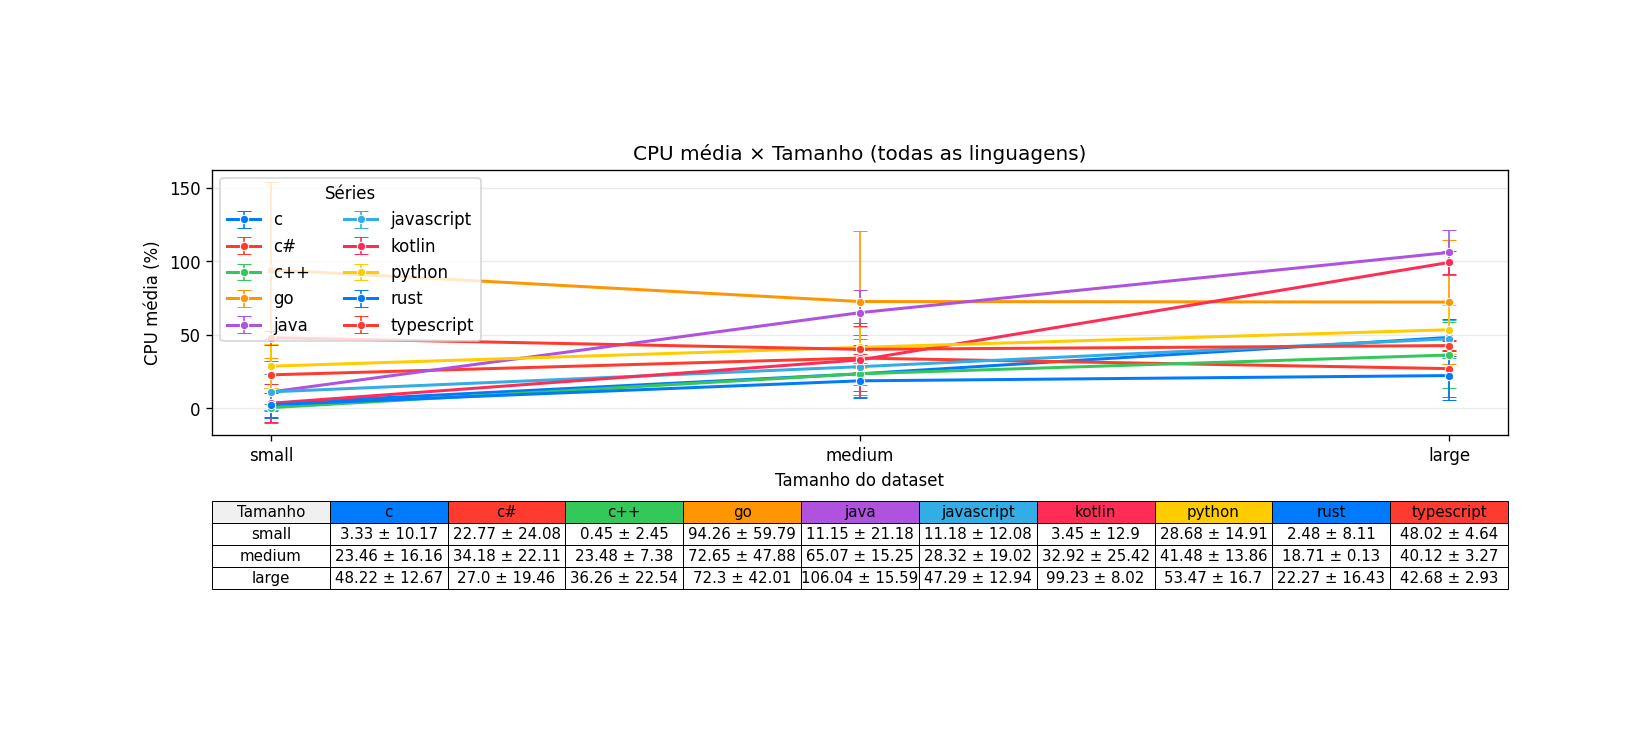 CPU média × Tamanho (todas as linguagens)
150
100
50
0
CPU média (%)
Séries
c javascript
c# kotlin
c++ python
go rust
java typescript
small medium large
Tamanho do dataset
Tamanho c c# c++ go java javascript kotlin python rust typescript
small 3.33 ± 10.17 22.77 ± 24.08 0.45 ± 2.45 94.26 ± 59.79 11.15 ± 21.18 11.18 ± 12.08 3.45 ± 12.9 28.68 ± 14.91 2.48 ± 8.11 48.02 ± 4.64
medium 23.46 ± 16.16 34.18 ± 22.11 23.48 ± 7.38 72.65 ± 47.88 65.07 ± 15.25 28.32 ± 19.02 32.92 ± 25.42 41.48 ± 13.86 18.71 ± 0.13 40.12 ± 3.27
large 48.22 ± 12.67 27.0 ± 19.46 36.26 ± 22.54 72.3 ± 42.01 106.04 ± 15.59 47.29 ± 12.94 99.23 ± 8.02 53.47 ± 16.7 22.27 ± 16.43 42.68 ± 2.93